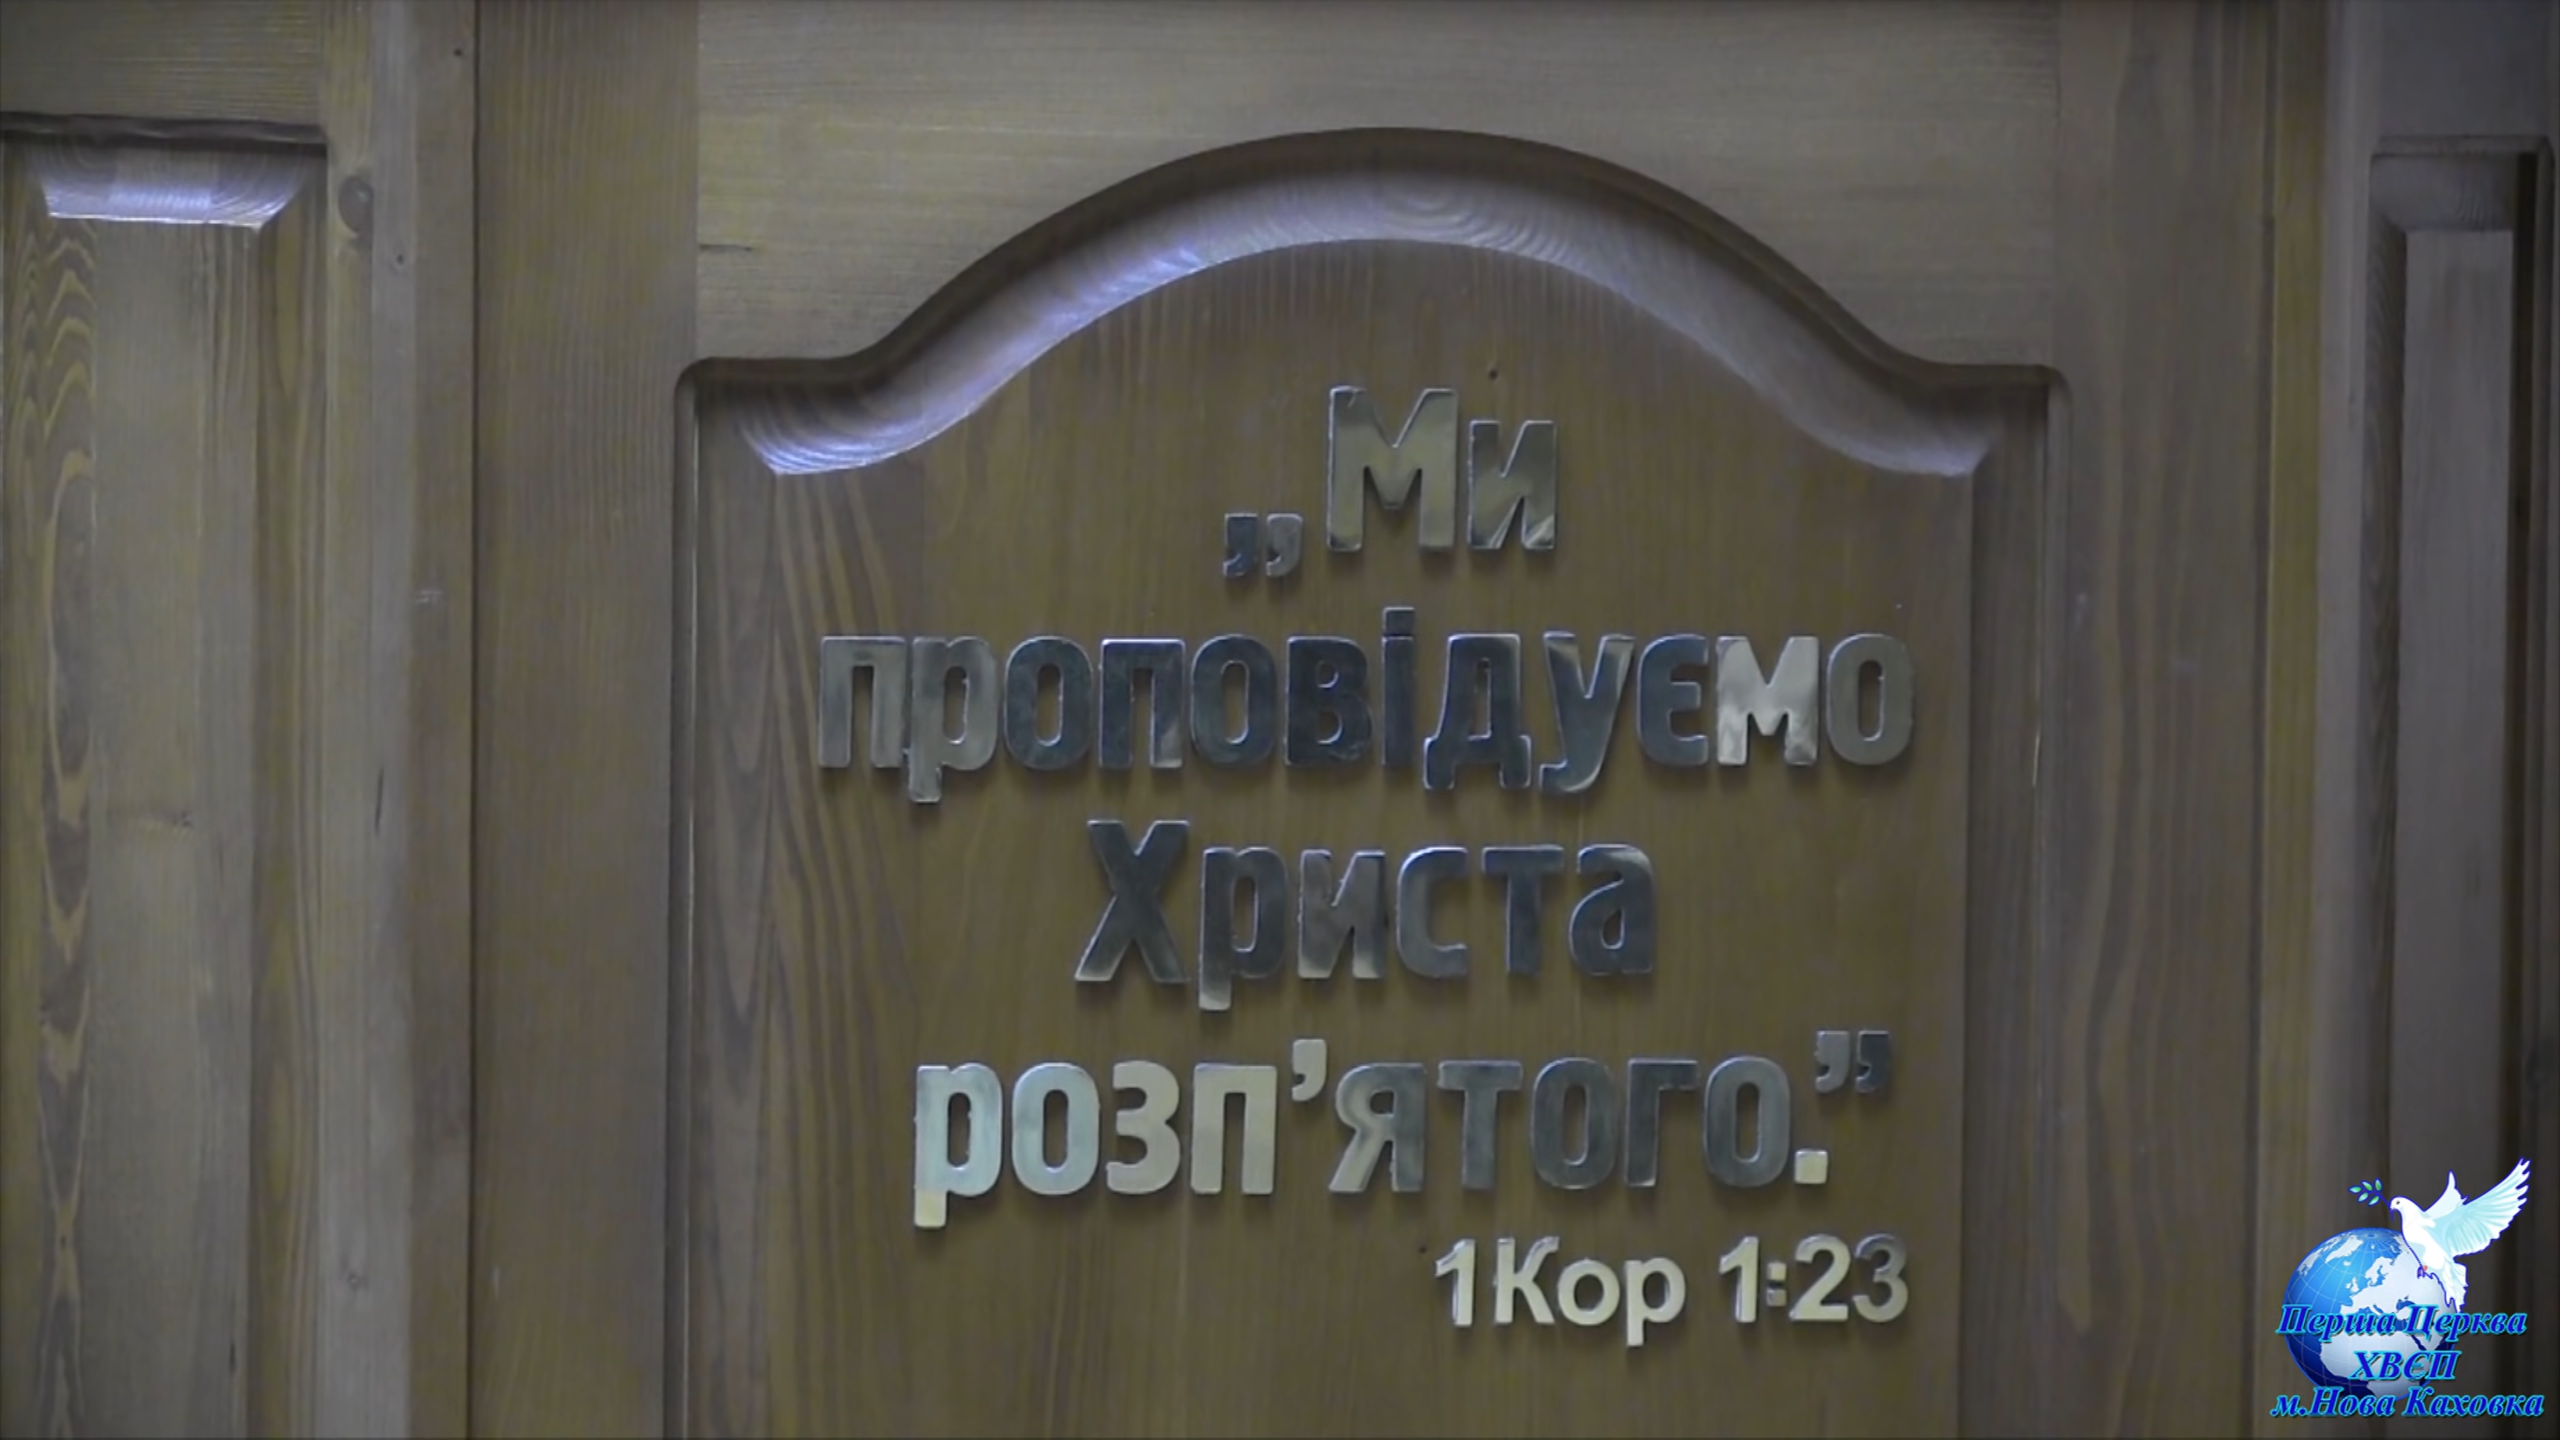 „Ми
проповідуємо
Христа
розп’ятого.”
1Кор 1:23
Перша Церква
ХВЄП
м.Нова Каховка